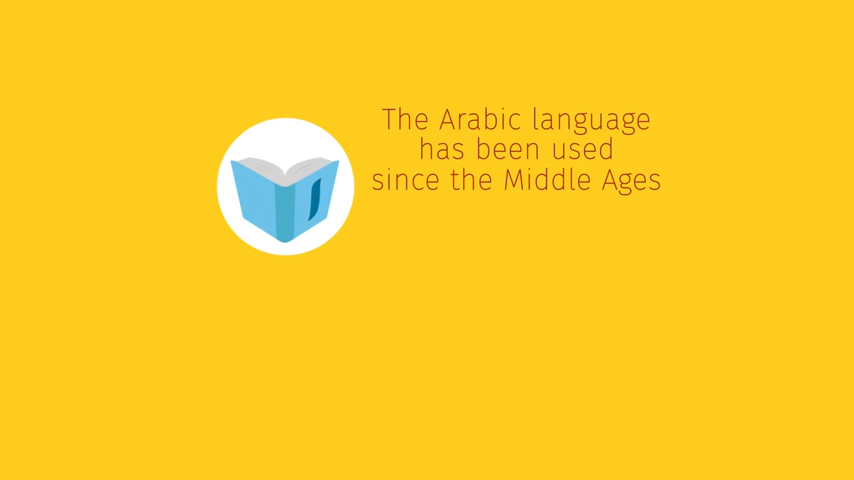 The Arabic language
has been used
since the Middle Ages